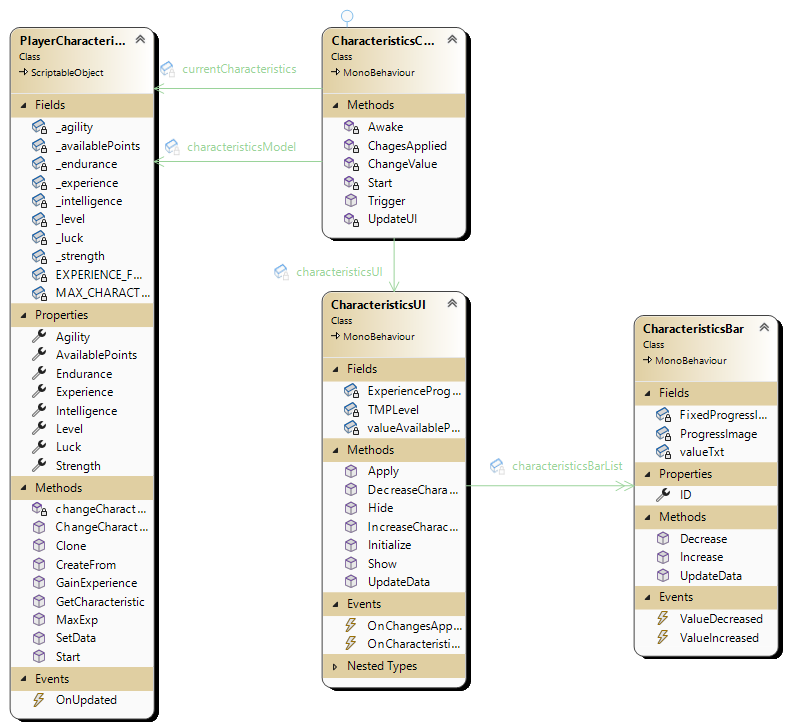 PlayerCharacteri...
Class
ScriptableObject
Fields
_agility
_availablePoints
_endurance
_experience
_intelligence
_level
_luck
_strength
EXPERIENCE_F...
MAX_CHARACT...
Properties
Agility
AvailablePoints
Endurance
Experience
Intelligence
Level
Luck
Strength
Methods
changeCharact...
ChangeCharact...
Clone
CreateFrom
GainExperience
GetCharacteristic
MaxExp
SetData
Start
Events
OnUpdated
currentCharacteristics
characteristicsModel
CharacteristicsC...
Class
MonoBehaviour
Methods
Awake
ChagesApplied
ChangeValue
Start
Trigger
UpdateUI
characteristicsUI
CharacteristicsUI
Class
MonoBehaviour
Fields
ExperienceProg...
TMPLevel
valueAvailableP...
Methods
Apply
DecreaseChara...
Hide
IncreaseCharac...
Initialize
Show
UpdateData
Events
OnChangesApp...
OnCharacteristi...
Nested Types
characteristicsBarList
CharacteristicsBar
Class
MonoBehaviour
Fields
FixedProgressI...
ProgressImage
valueTxt
Properties
ID
Methods
Decrease
Increase
UpdateData
Events
ValueDecreased
ValueIncreased